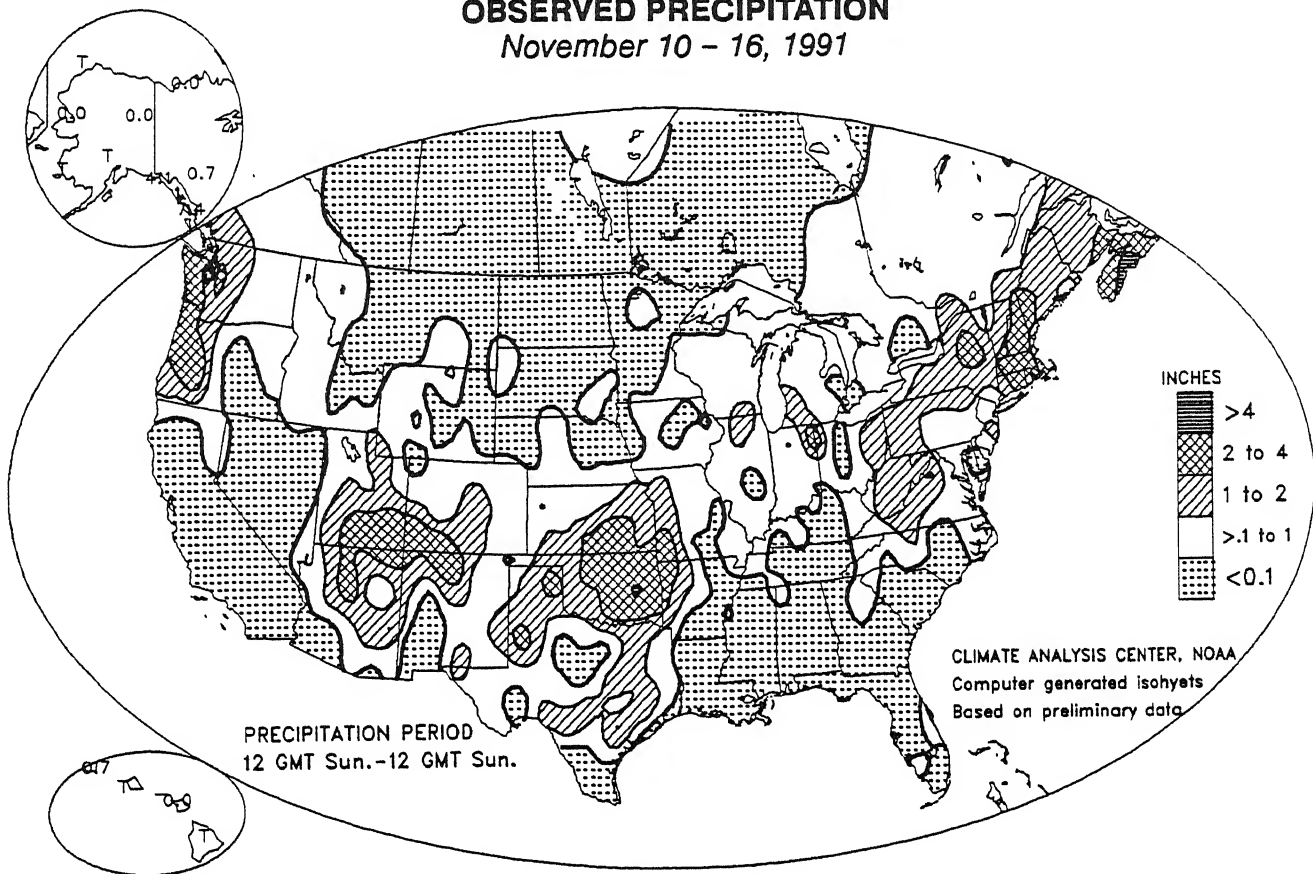 OBSERVED PRECIPITATION
November 10 – 16, 1991
T
0.0
0.0
0.0
T
T
0.7
INCHES
>4
2 to 4
1 to 2
>.1 to 1
<0.1
CLIMATE ANALYSIS CENTER, NOAA
Computer generated isohyets
Based on preliminary data
PRECIPITATION PERIOD
12 GMT Sun.-12 GMT Sun.
T
T